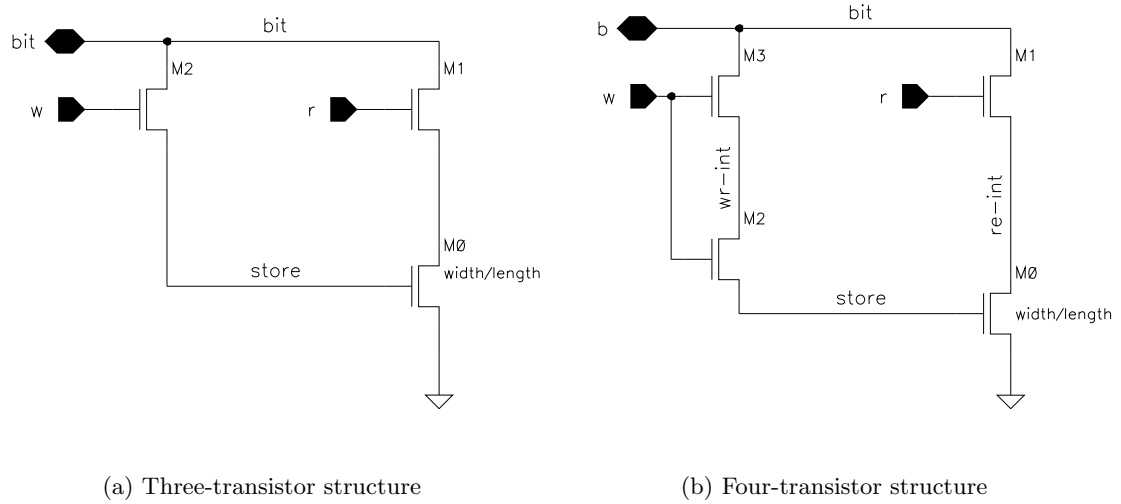 bit
bit
M2
M1
w
r
M0
store
width/length
(a) Three-transistor structure
b
bit
M3
M1
w
r
wr-int
re-int
M2
M0
store
width/length
(b) Four-transistor structure